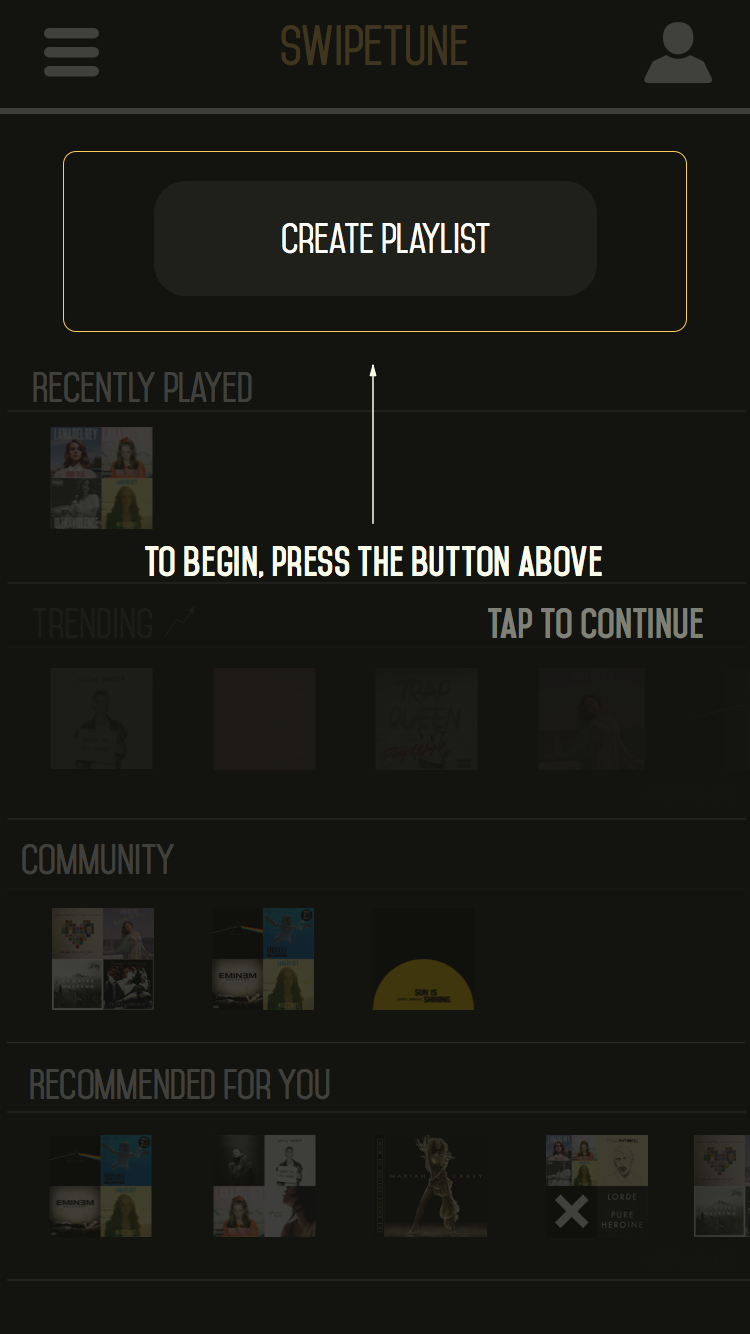 SWIPETUNE
CREATE PLAYLIST
RECENTLY PLAYED
LANA DEL REY
ULTRAVIOLENCE
TO BEGIN, PRESS THE BUTTON ABOVE
TRENDING
TAP TO CONTINUE
TRAP
QUEEN
COMMUNITY
EMINEM
SUN IS
SHINING
RECOMMENDED FOR YOU
EMINEM
MARIAH CAREY
LORDE
PURE
HEROINE